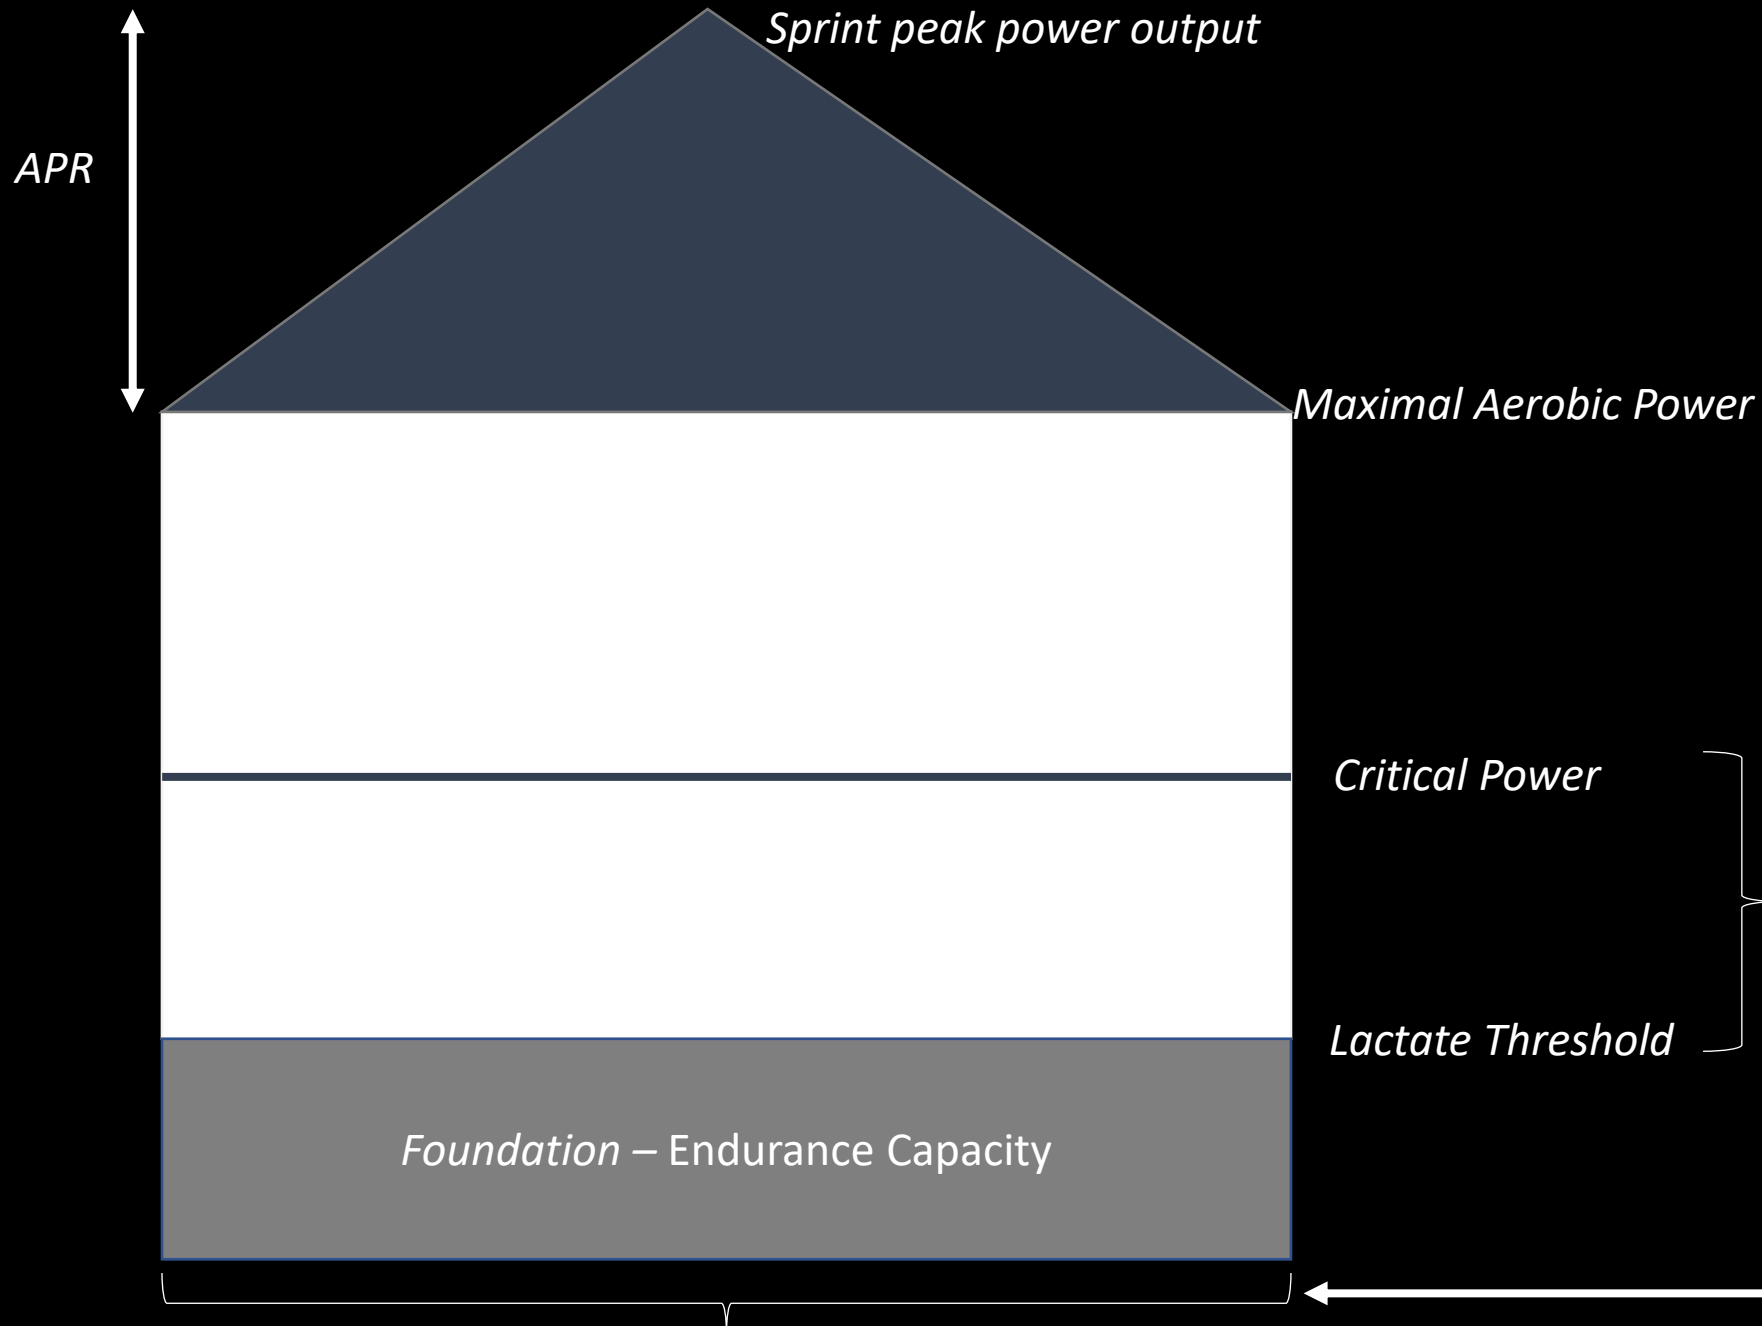 Sprint peak power output
APR
Maximal Aerobic Power
Critical Power
Lactate Threshold
Foundation – Endurance Capacity